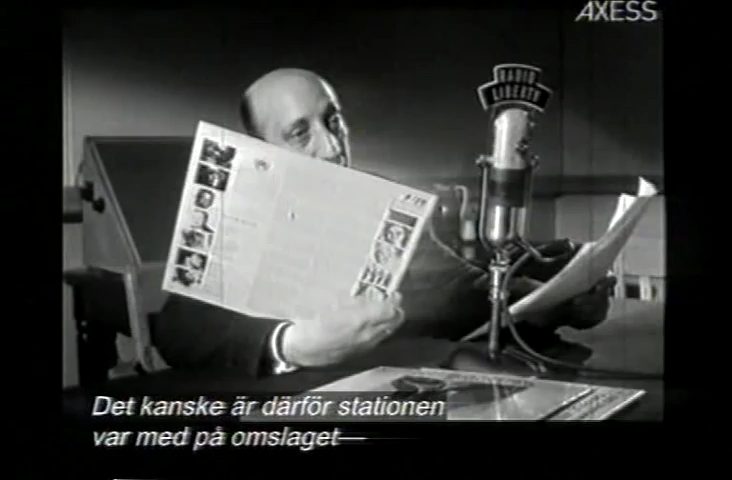 AXESS
RADIO
LIBERTY
Det kanske är därför stationen
var med på omslaget—